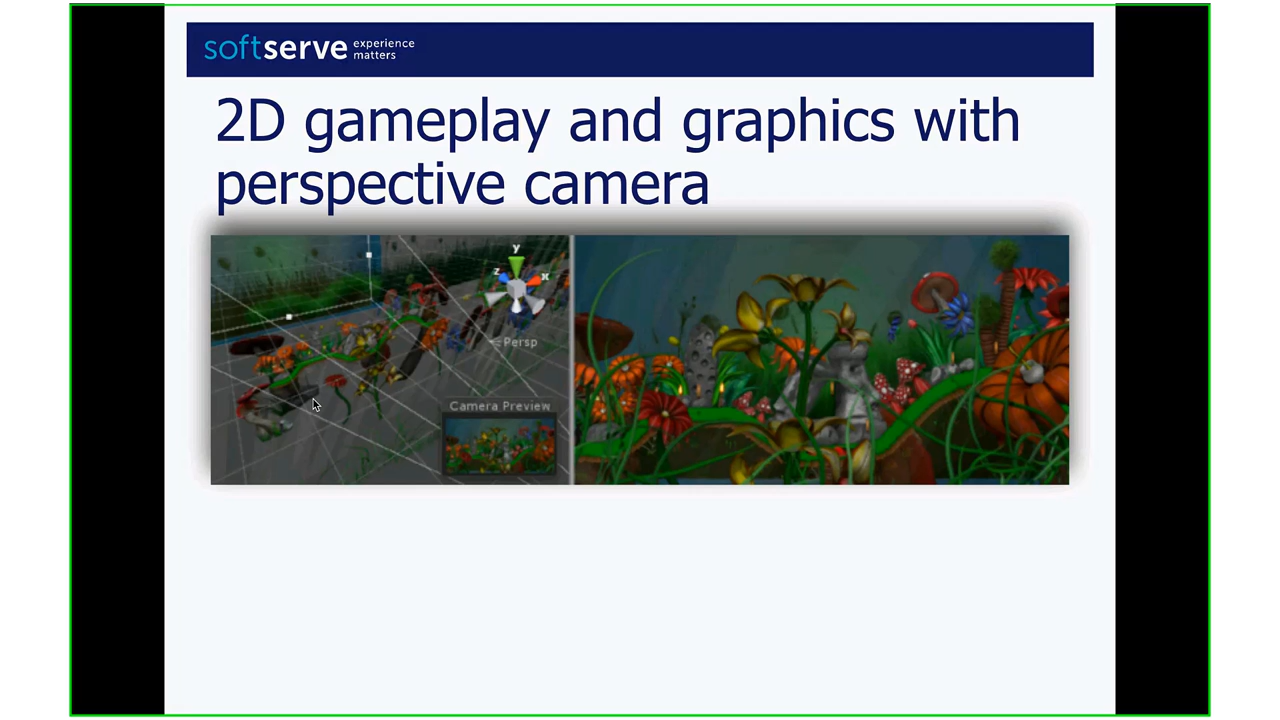 softserve experience
matters
2D gameplay and graphics with
perspective camera
y
z
x
Persp
Camera Preview